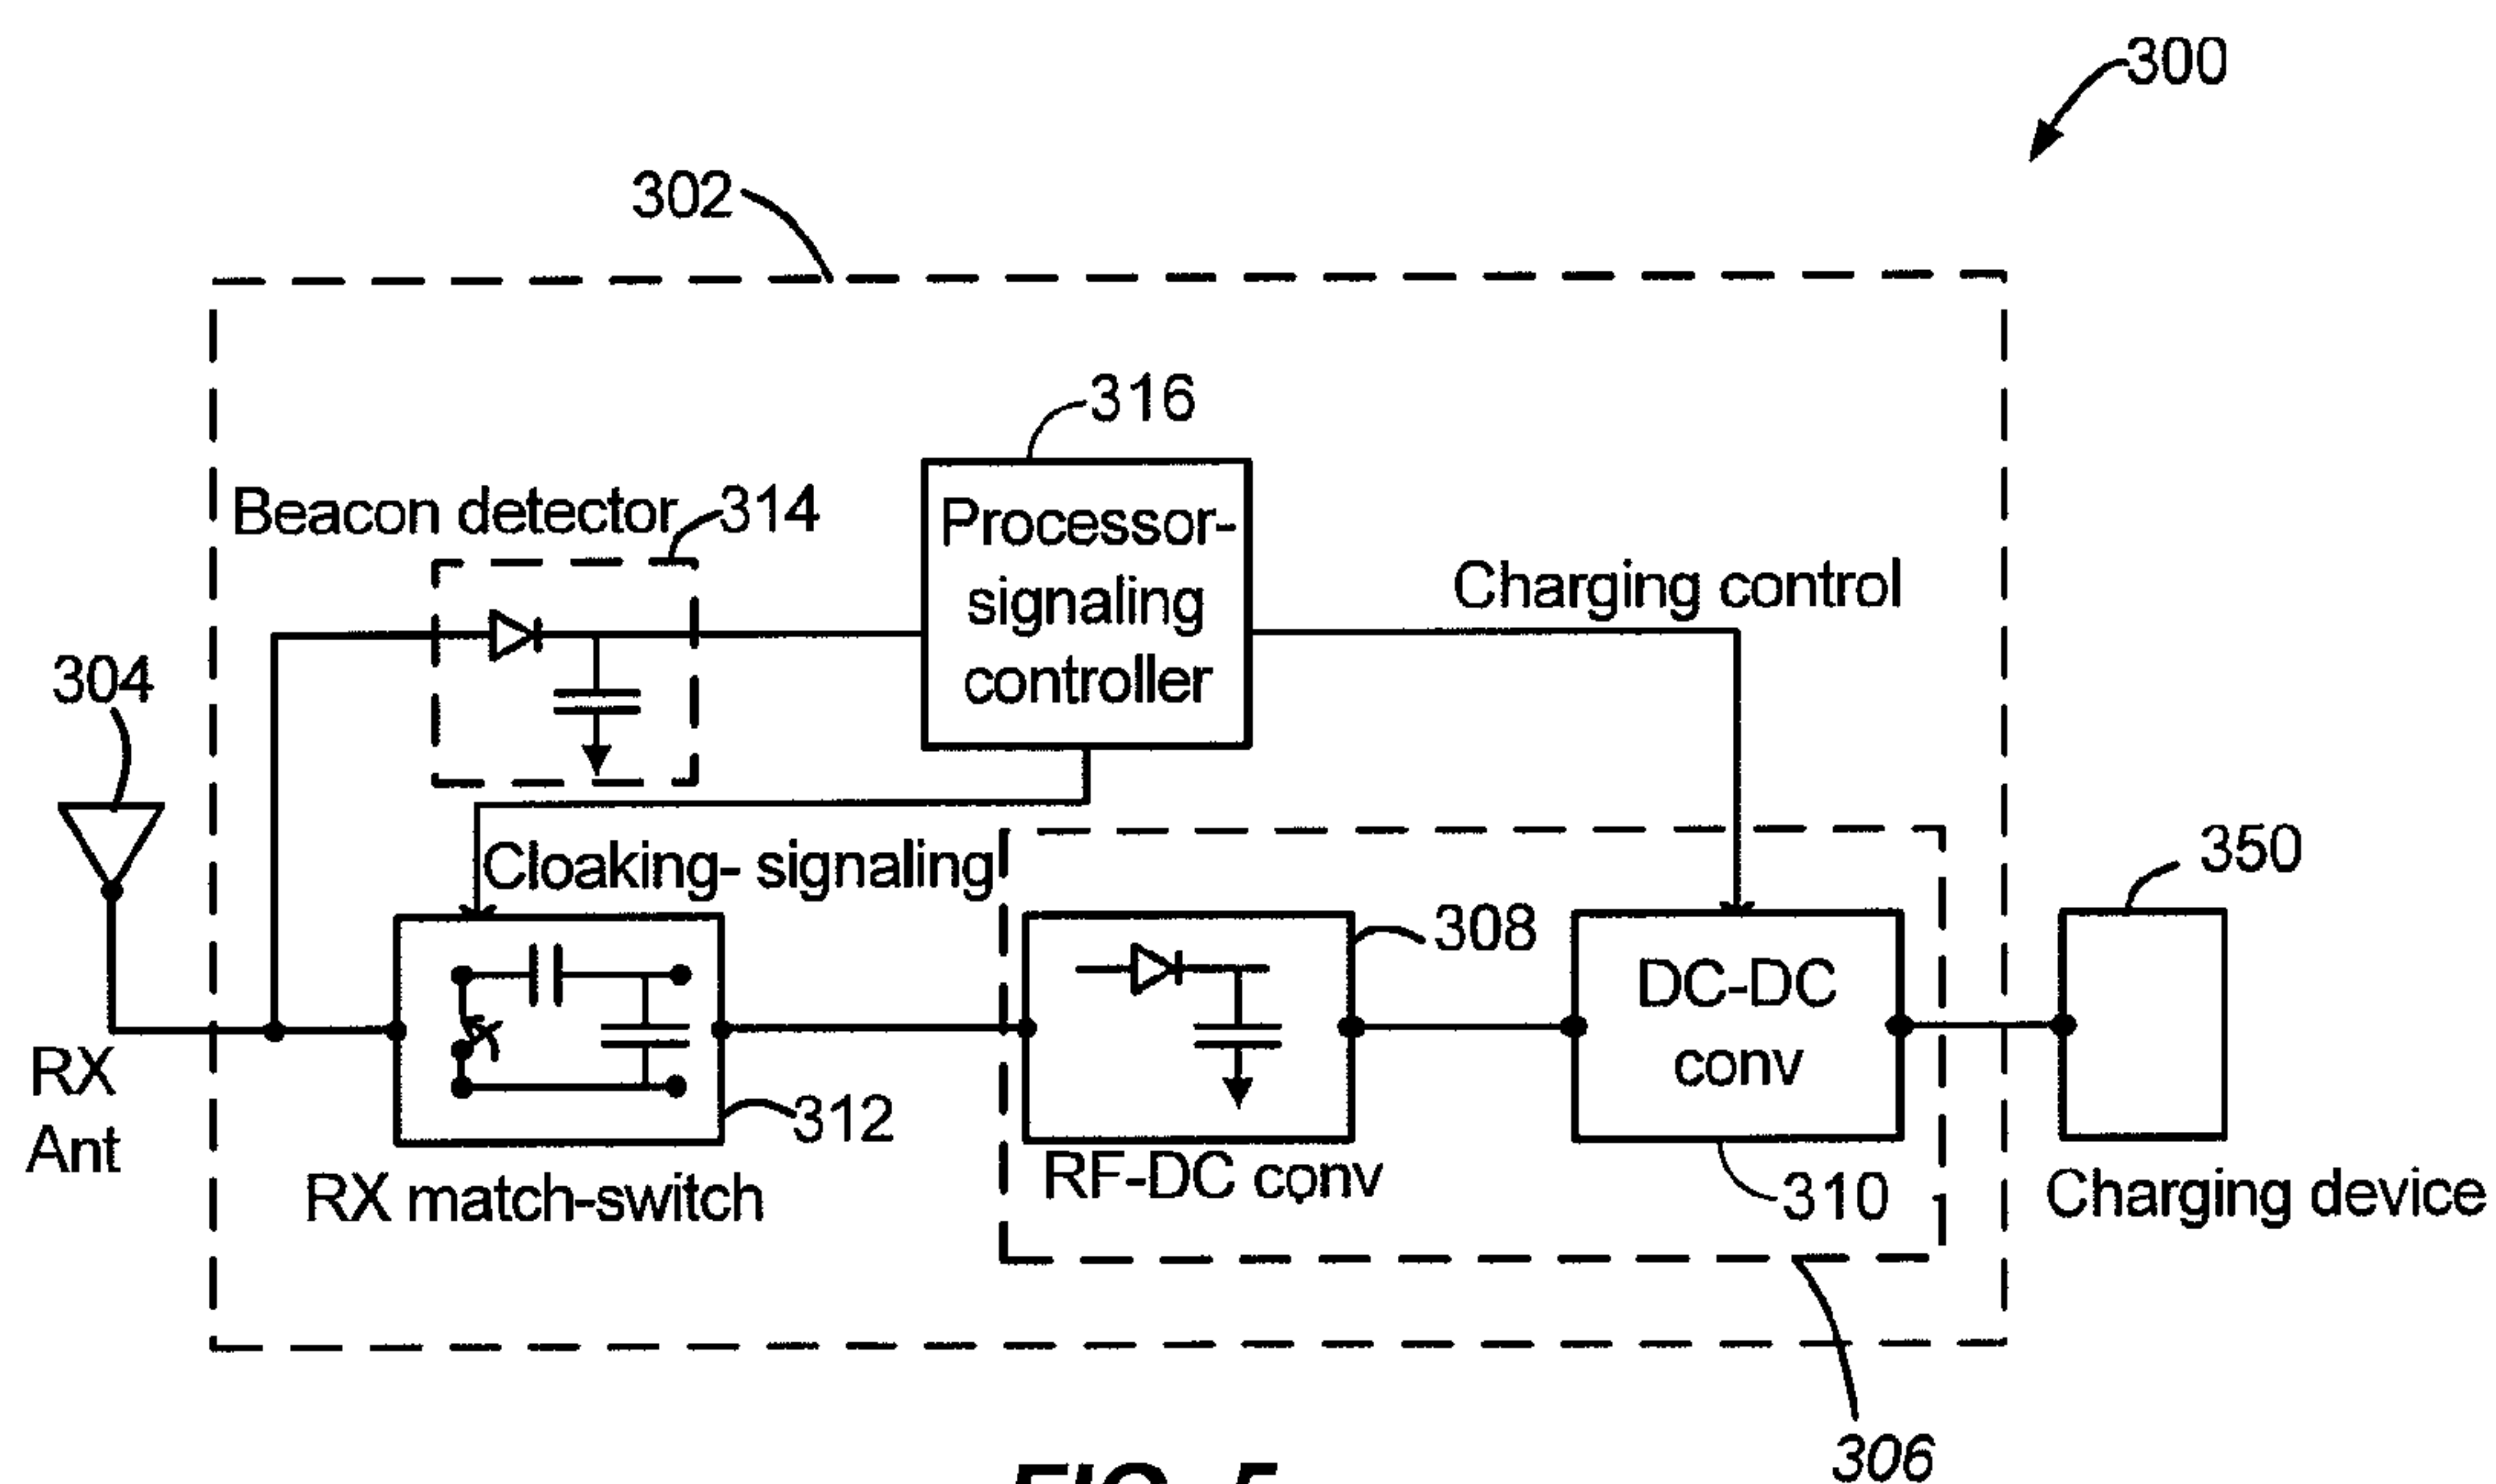 300
302
316
Beacon detector
314
Processor-
signaling
controller
Charging control
304
Cloaking- signaling
350
308
DC-DC
conv
RX
Ant
312
RX match-switch
RF-DC conv
310
Charging device
306